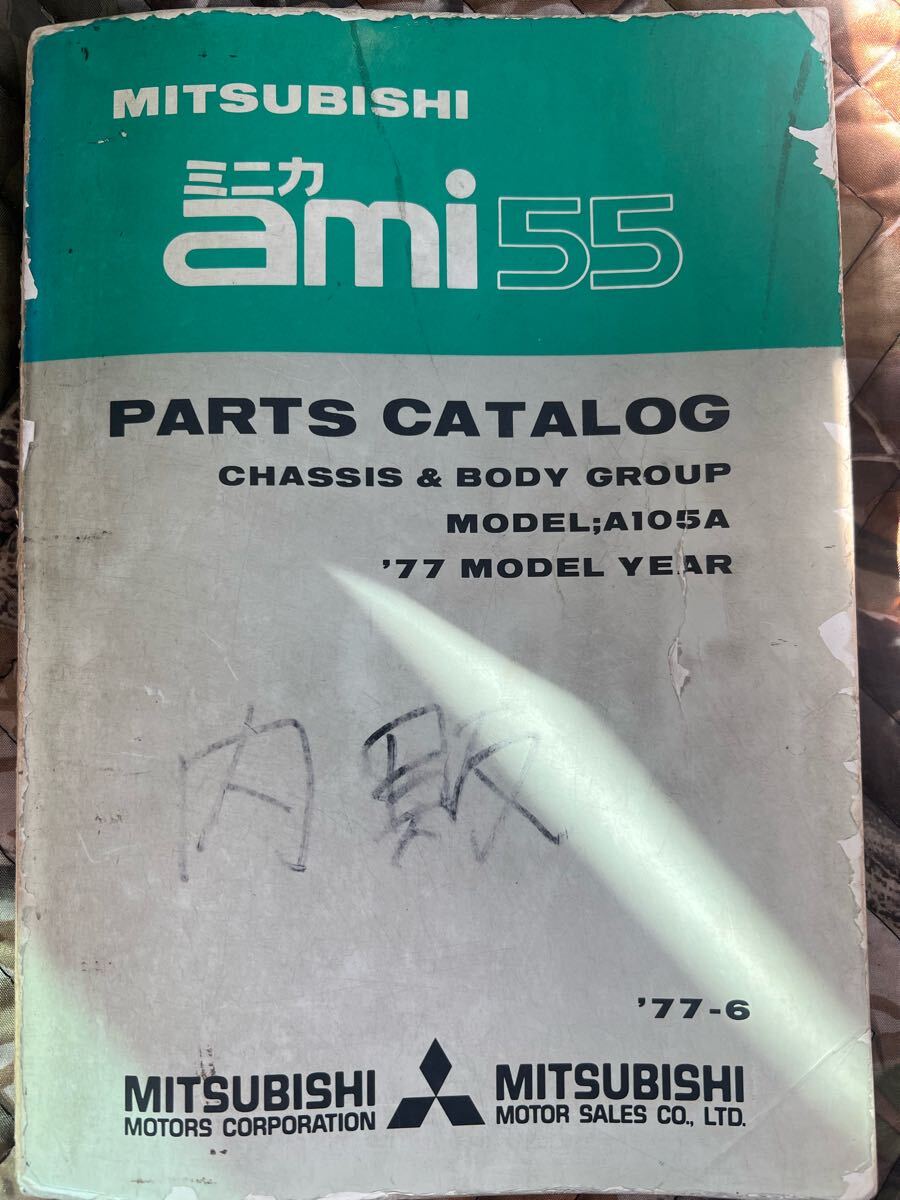 MITSUBISHI
ミニカ
ami 55
PARTS CATALOG
CHASSIS & BODY GROUP
MODEL;A105A
'77 MODEL YEAR
内
'77-6
MITSUBISHI
MOTORS CORPORATION
MITSUBISHI
MOTOR SALES CO., LTD.